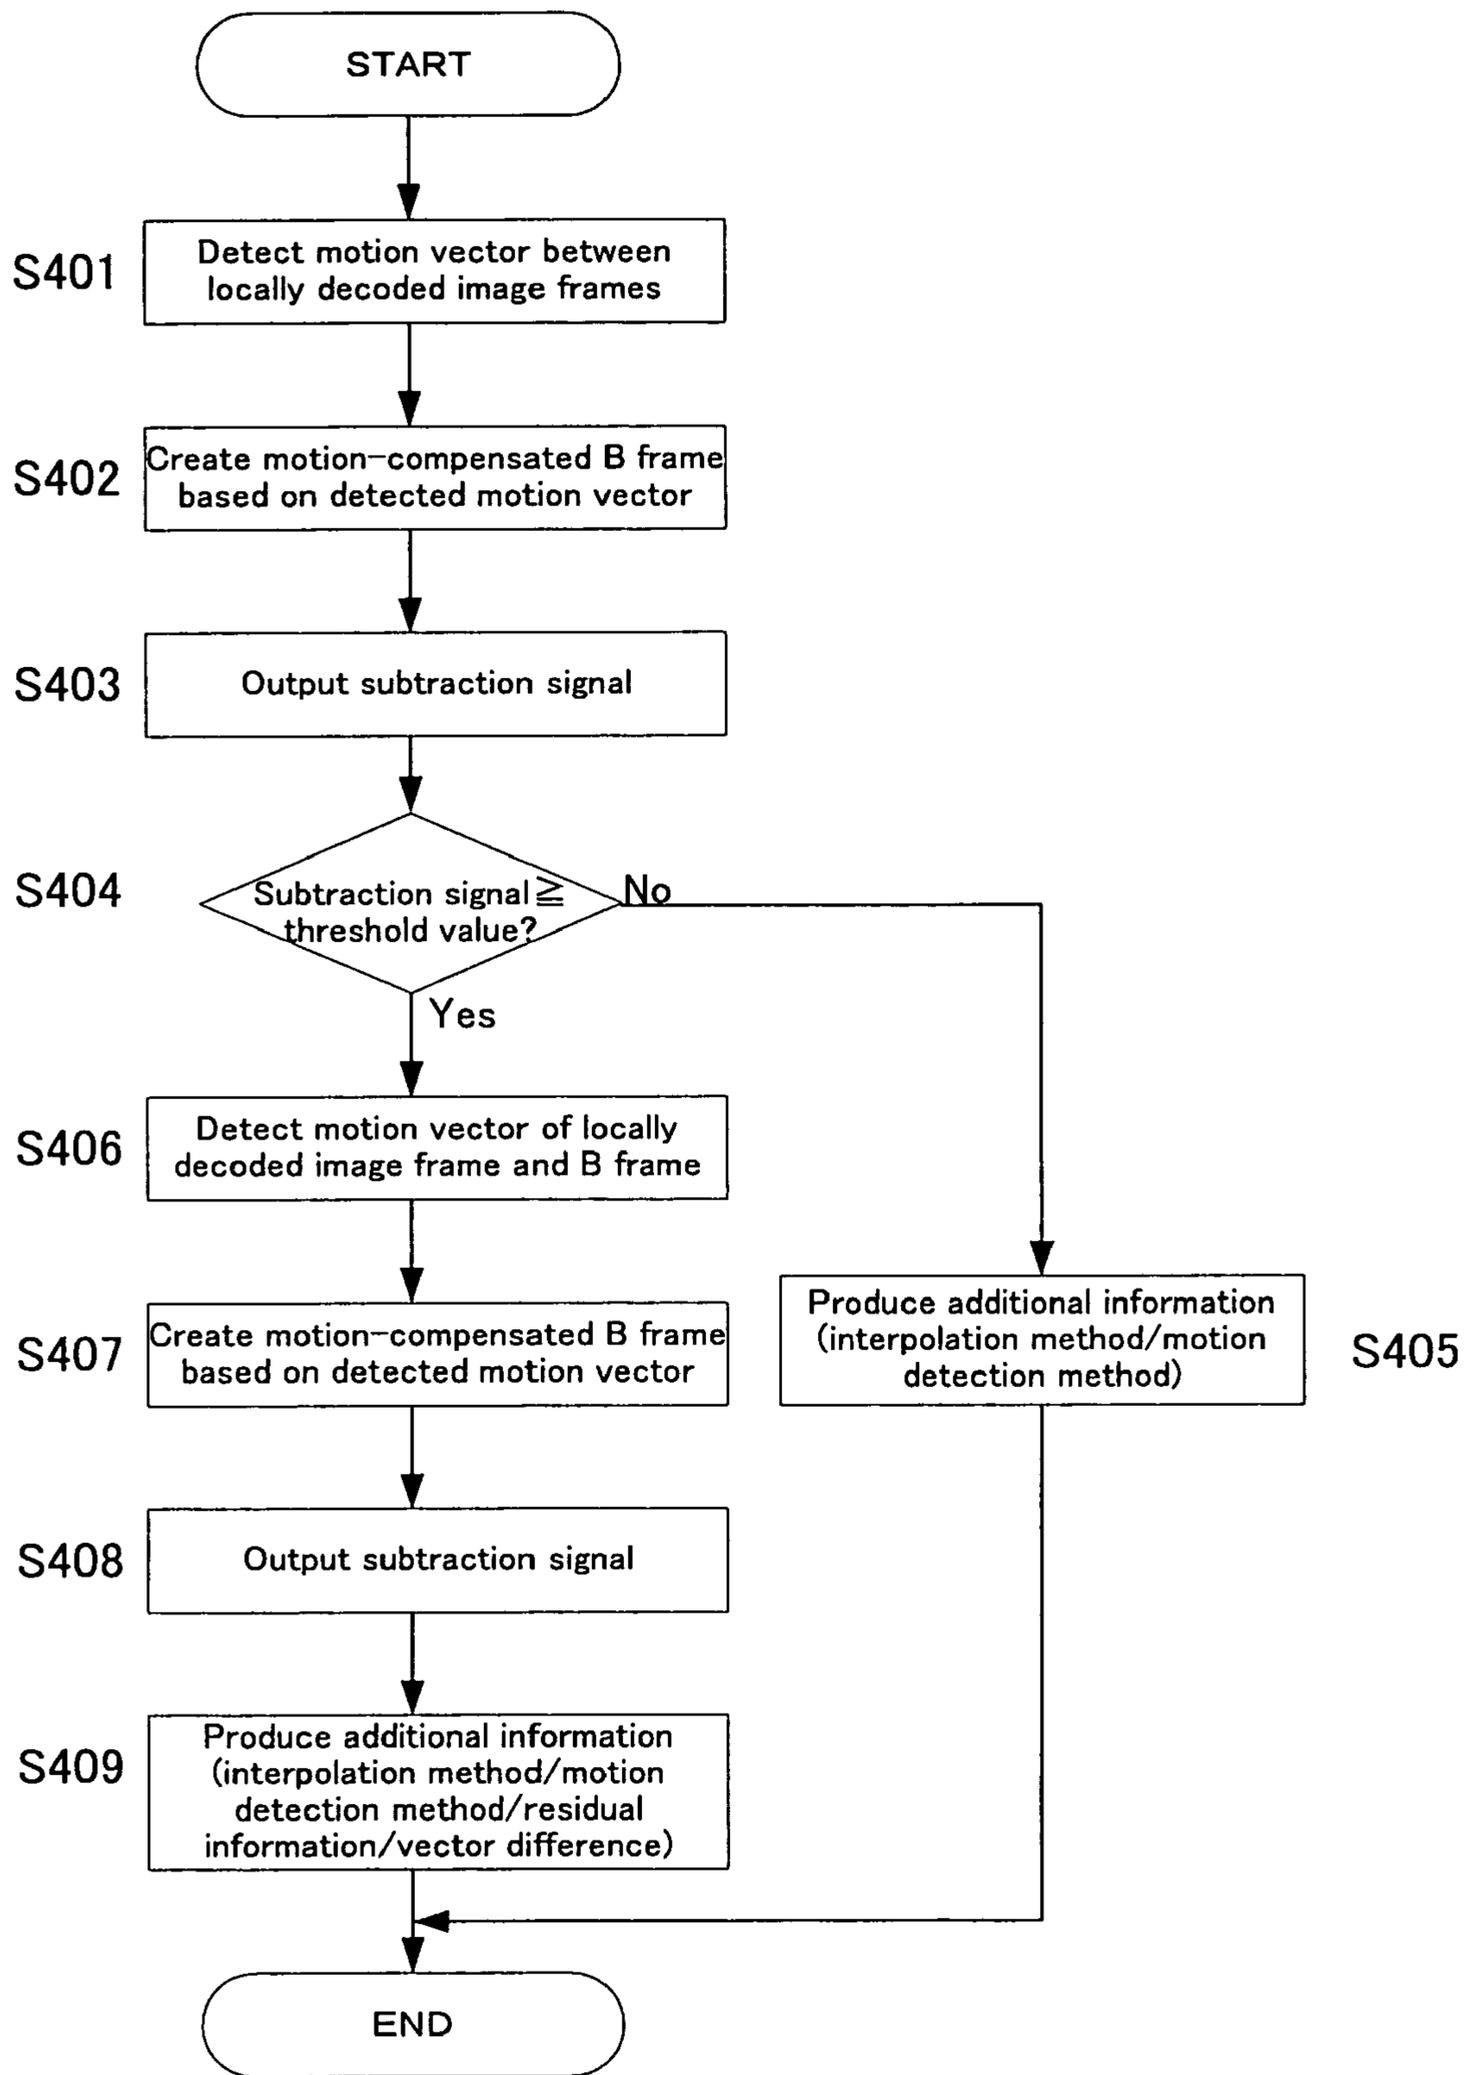 START
S401
Detect motion vector between
locally decoded image frames
S402
Create motion-compensated B frame
based on detected motion vector
S403
Output subtraction signal
S404
Subtraction signal≧
threshold value?
No
Yes
S406
Detect motion vector of locally
decoded image frame and B frame
S407
Create motion-compensated B frame
based on detected motion vector
Produce additional information
(interpolation method/motion
detection method)
S405
S408
Output subtraction signal
S409
Produce additional information
(interpolation method/motion
detection method/residual
information/vector difference)
END